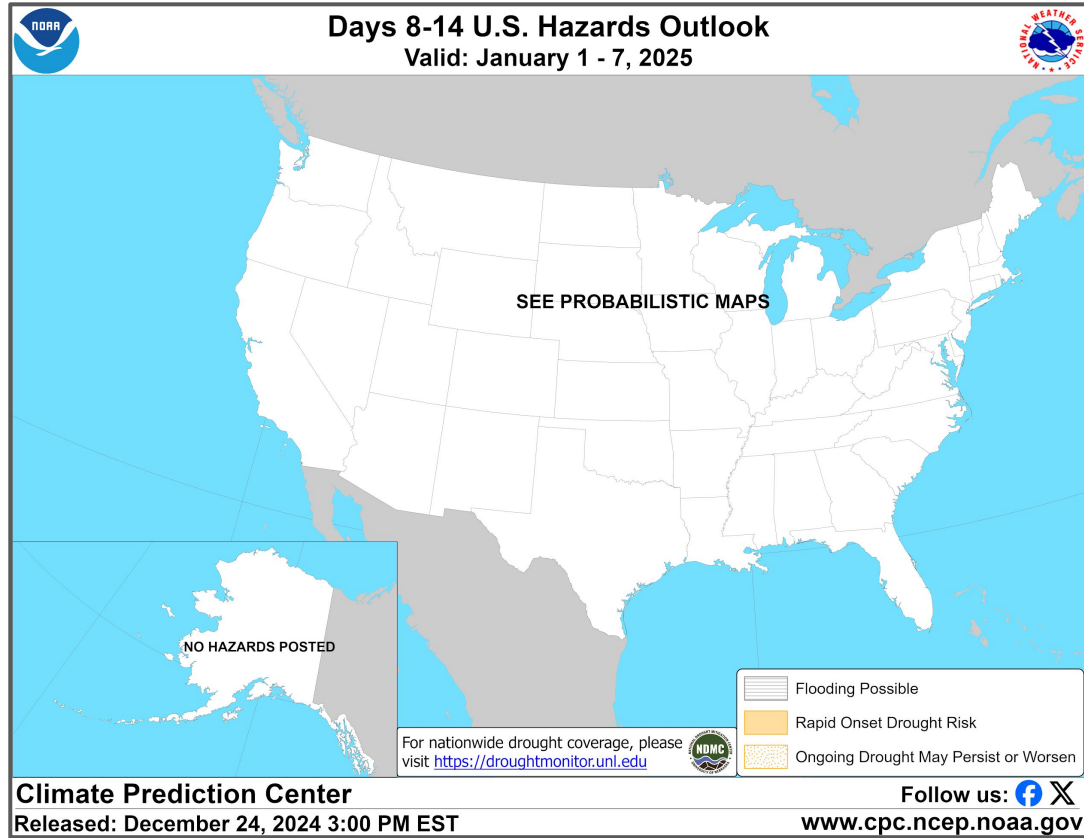 NOAA
Days 8-14 U.S. Hazards Outlook
Valid: January 1 - 7, 2025
NATIONAL WEATHER SERVICE
SEE PROBABILISTIC MAPS
NO HAZARDS POSTED
For nationwide drought coverage, please
visit https://droughtmonitor.unl.edu
NDMC
Flooding Possible
Rapid Onset Drought Risk
Ongoing Drought May Persist or Worsen
Climate Prediction Center
Released: December 24, 2024 3:00 PM EST
Follow us:
www.cpc.ncep.noaa.gov